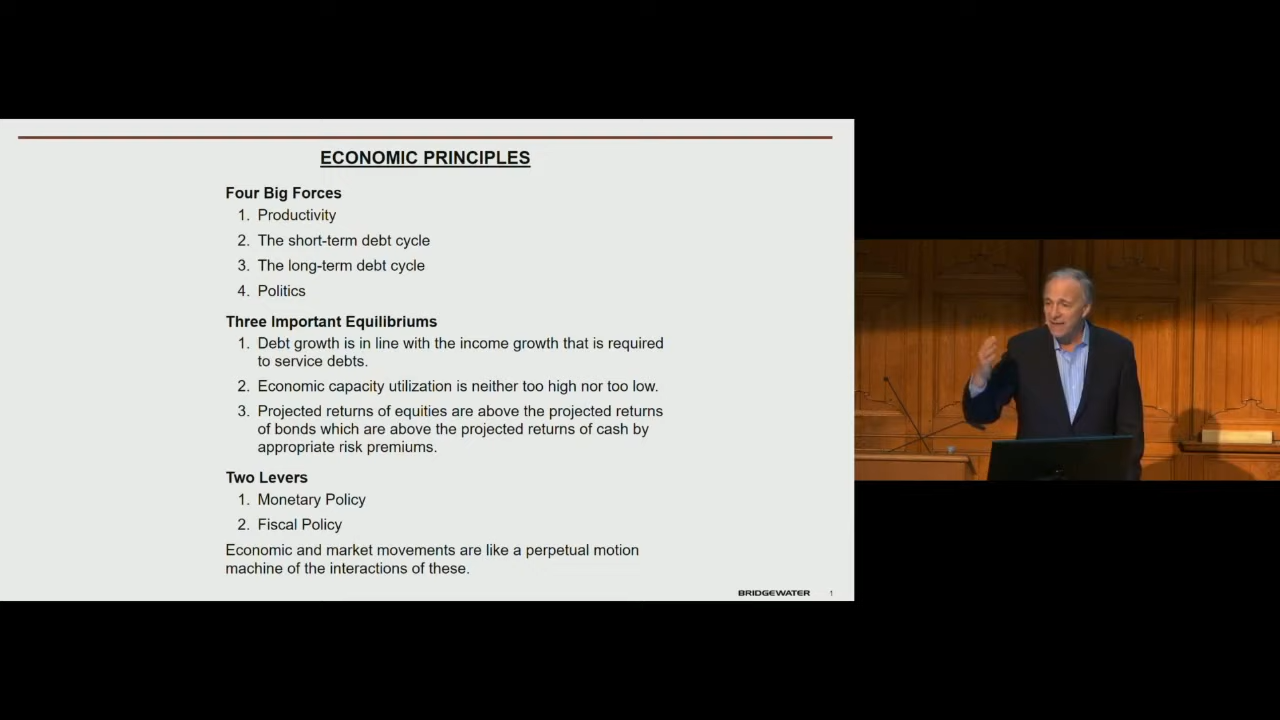 ECONOMIC PRINCIPLES
Four Big Forces
1. Productivity
2. The short-term debt cycle
3. The long-term debt cycle
4. Politics
Three Important Equilibriums
1. Debt growth is in line with the income growth that is required
to service debts.
2. Economic capacity utilization is neither too high nor too low.
3. Projected returns of equities are above the projected returns
of bonds which are above the projected returns of cash by
appropriate risk premiums.
Two Levers
1. Monetary Policy
2. Fiscal Policy
Economic and market movements are like a perpetual motion
machine of the interactions of these.
BRIDGEWATER 1